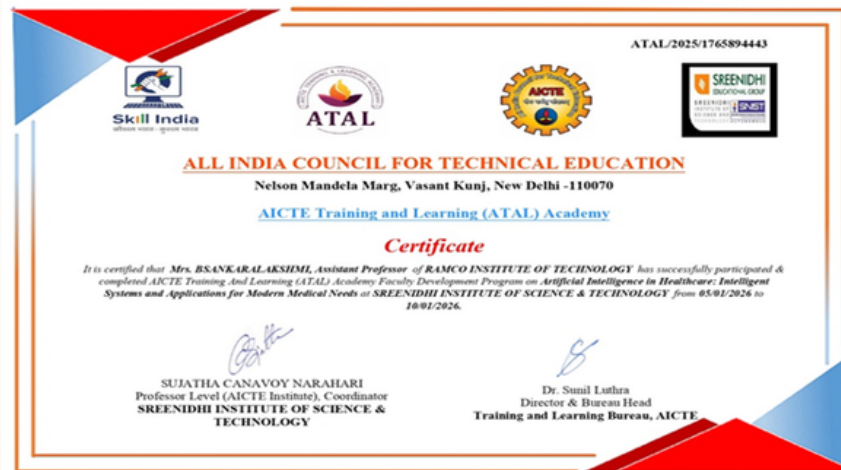 ATAL/2025/1765894443
Skill India
कौशल भारत - कुशल भारत
ATAL
AICTE
SREENIDHI
EDUCATIONAL GROUP
SNIST
ALL INDIA COUNCIL FOR TECHNICAL EDUCATION
Nelson Mandela Marg, Vasant Kunj, New Delhi -110070
AICTE Training and Learning (ATAL) Academy
Certificate
It is certified that Mrs. BSANKARALAKSHMI, Assistant Professor of RAMCO INSTITUTE OF TECHNOLOGY has successfully participated &
completed AICTE Training And Learning (ATAL) Academy Faculty Development Program on Artificial Intelligence in Healthcare: Intelligent
Systems and Applications for Modern Medical Needs at SREENIDHI INSTITUTE OF SCIENCE & TECHNOLOGY from 05/01/2026 to
10/01/2026.
SUJATHA CANAVOY NARAHARI
Professor Level (AICTE Institute), Coordinator
SREENIDHI INSTITUTE OF SCIENCE &
TECHNOLOGY
Dr. Sunil Luthra
Director & Bureau Head
Training and Learning Bureau, AICTE